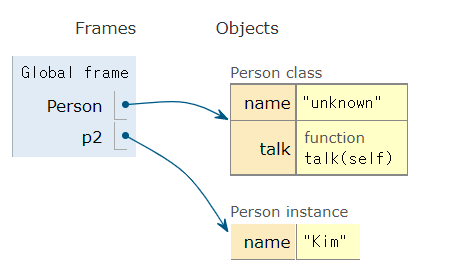 Frames Objects
Global frame
Person
p2
Person class
name "unknown"
talk function
talk(self)
Person instance
name "Kim"